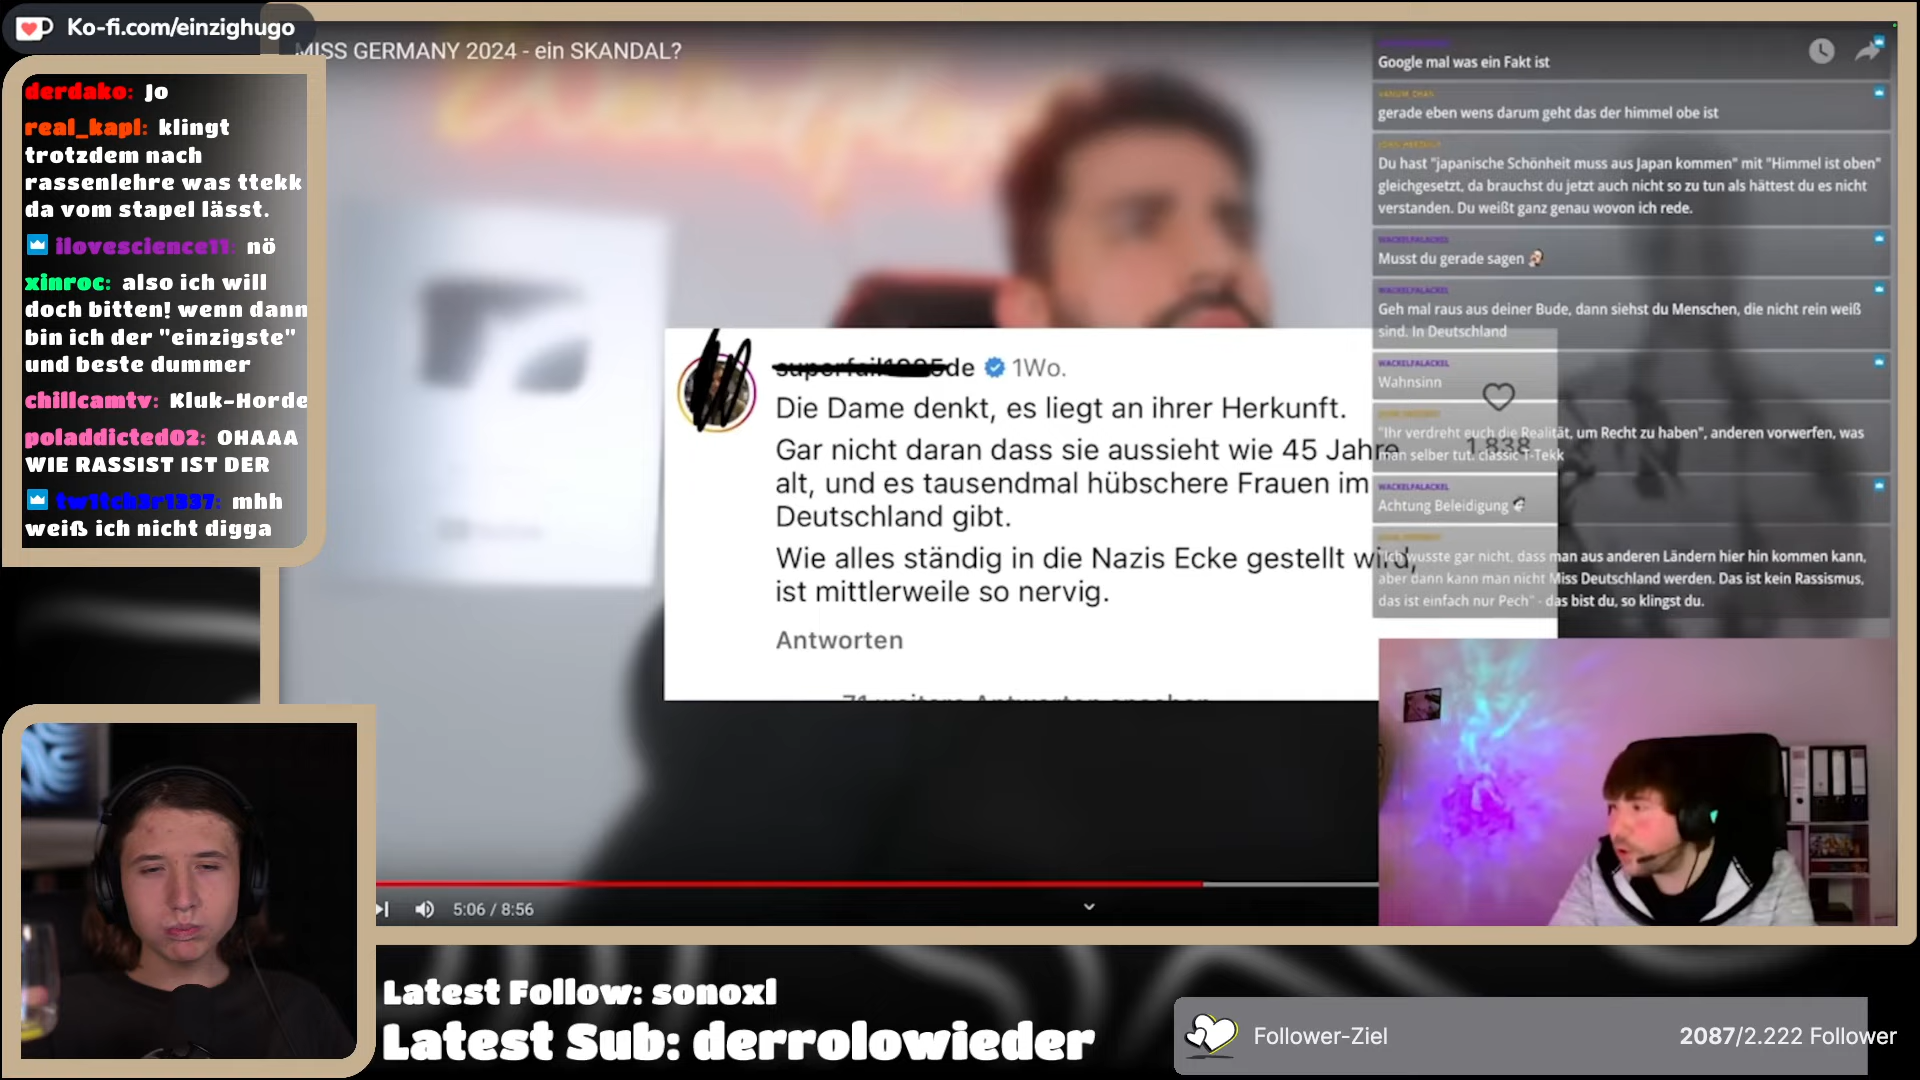 Ko-fi.com/einzighugo
MISS GERMANY 2024 - ein SKANDAL?
derdako: Jo
real_kapl: klingt
trotzdem nach
rassenlehre was ttekk
da vom stapel lässt.
ilovescience11: nö
xinroc: also ich will
doch bitten! wenn dann
bin ich der "einzigste"
und beste dummer
chillcamtv: Kluk-Horde
poladdicted02: OHAAA
WIE RASSIST IST DER
tw1tch3r1337: mhh
weiß ich nicht digga
de 1Wo.
Die Dame denkt, es liegt an ihrer Herkunft.
Gar nicht daran dass sie aussieht wie 45 Jahre
alt, und es tausendmal hübschere Frauen im
Deutschland gibt.
Wie alles ständig in die Nazis Ecke gestellt wird,
ist mittlerweile so nervig.
Antworten
71 weitere Antworten ansehen
1.838
Google mal was ein Fakt ist
gerade eben wens darum geht das der himmel obe ist
Du hast "japanische Schönheit muss aus Japan kommen" mit "Himmel ist oben"
gleichgesetzt, da brauchst du jetzt auch nicht so zu tun als hättest du es nicht
verstanden. Du weißt ganz genau wovon ich rede.
WACKELPALACKEL
Musst du gerade sagen
WACKELPALACKEL
Geh mal raus aus deiner Bude, dann siehst du Menschen, die nicht rein weiß
sind. In Deutschland
WACKELPALACKEL
Wahnsinn
"Ihr verdreht euch die Realität, um Recht zu haben", anderen vorwerfen, was
man selber tut. classic T-Tekk
WACKELPALACKEL
Achtung Beleidigung
"Ich wusste gar nicht, dass man aus anderen Ländern hier hin kommen kann,
aber dann kann man nicht Miss Deutschland werden. Das ist kein Rassismus,
das ist einfach nur Pech" - das bist du, so klingst du.
5:06 / 8:56
Latest Follow: sonoxl
Latest Sub: derrolowieder
Follower-Ziel
2087/2.222 Follower